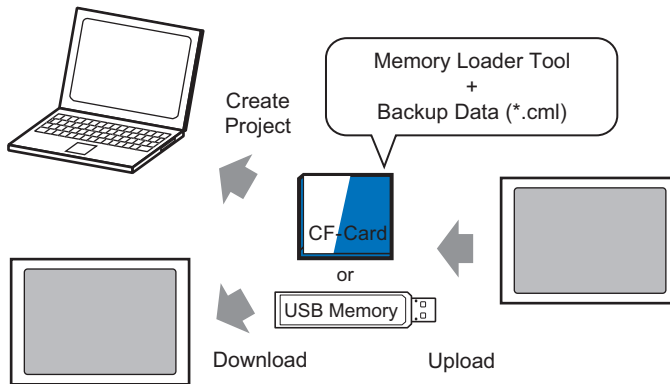 Memory Loader Tool
+
Backup Data (*.cml)
Create
Project
CF-Card
or
USB Memory
Download
Upload